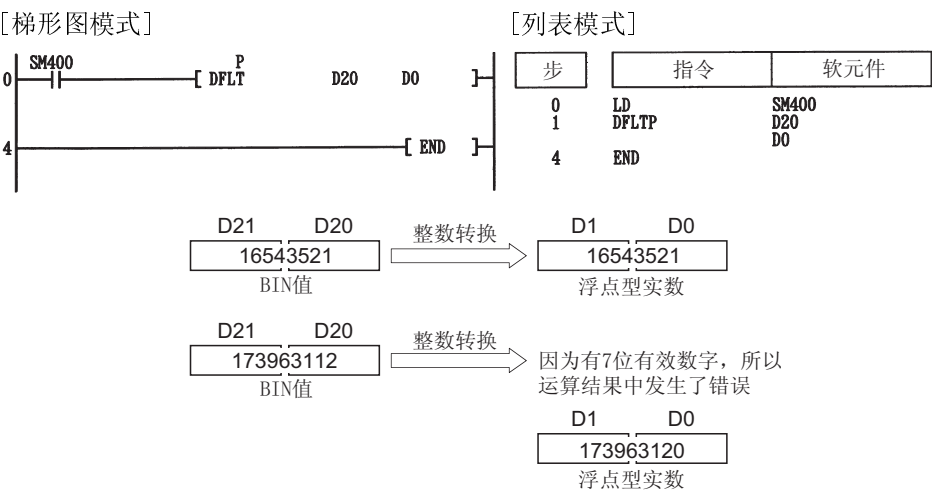 [梯形图模式]
SM400 P
0 [ DFLT D20 D0 ]
4 [ END ]
[列表模式]
步 指令 软元件
0 LD SM400
1 DFLTP D20
D0
4 END
D21 D20 整数转换 D1 D0
16543521 16543521
BIN值 浮点型实数
D21 D20 整数转换
173963112
BIN值
因为有7位有效数字，所以
运算结果中发生了错误
D1 D0
173963120
浮点型实数